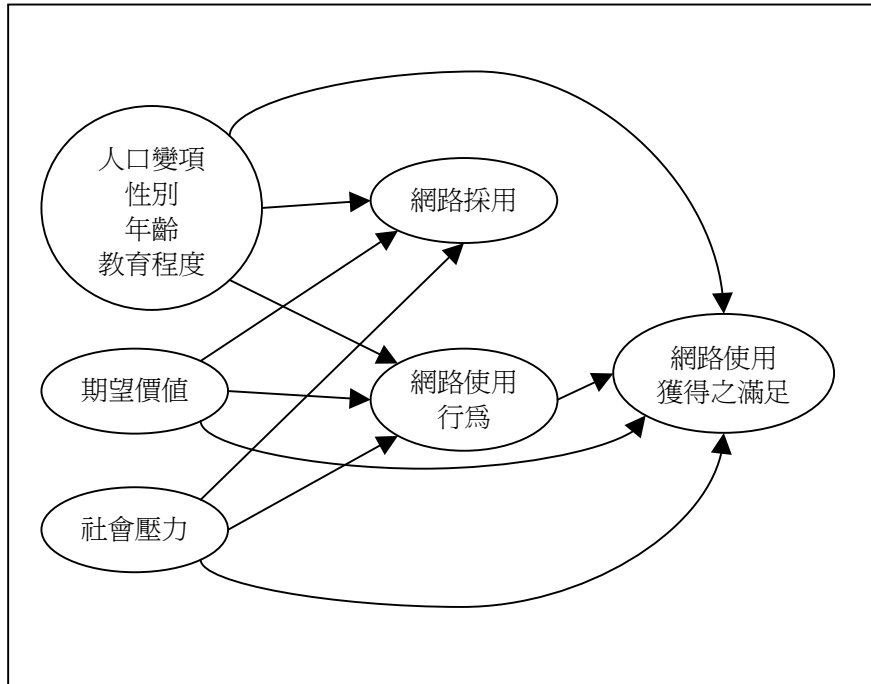 人口變項
性別
年齡
教育程度
網路採用
期望價值
網路使用
行為
網路使用
獲得之滿足
社會壓力